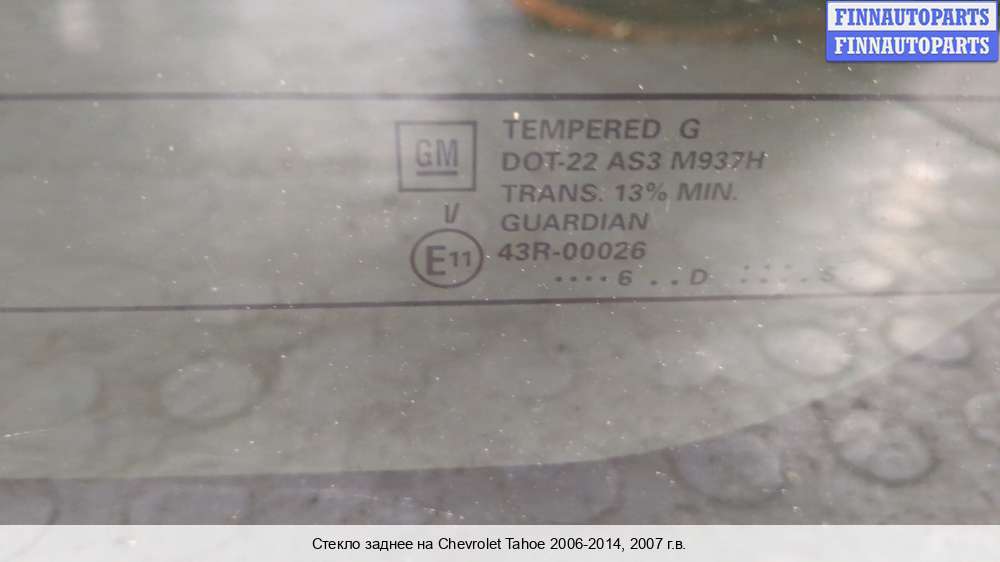 FINNAUTOPARTS
FINNAUTOPARTS
GM
TEMPERED G
DOT-22 AS3 M937H
TRANS. 13% MIN.
GUARDIAN
V
E11
43R-00026
....6 ..D :::..S
Стекло заднее на Chevrolet Tahoe 2006-2014, 2007 г.в.